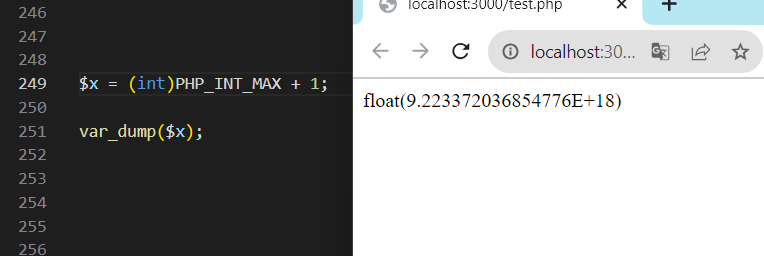 246
247
248
249 $x = (int)PHP_INT_MAX + 1;
250
251 var_dump($x);
252
253
254
255
256
localhost:3000/test.php
localhost:30...
float(9.223372036854776E+18)